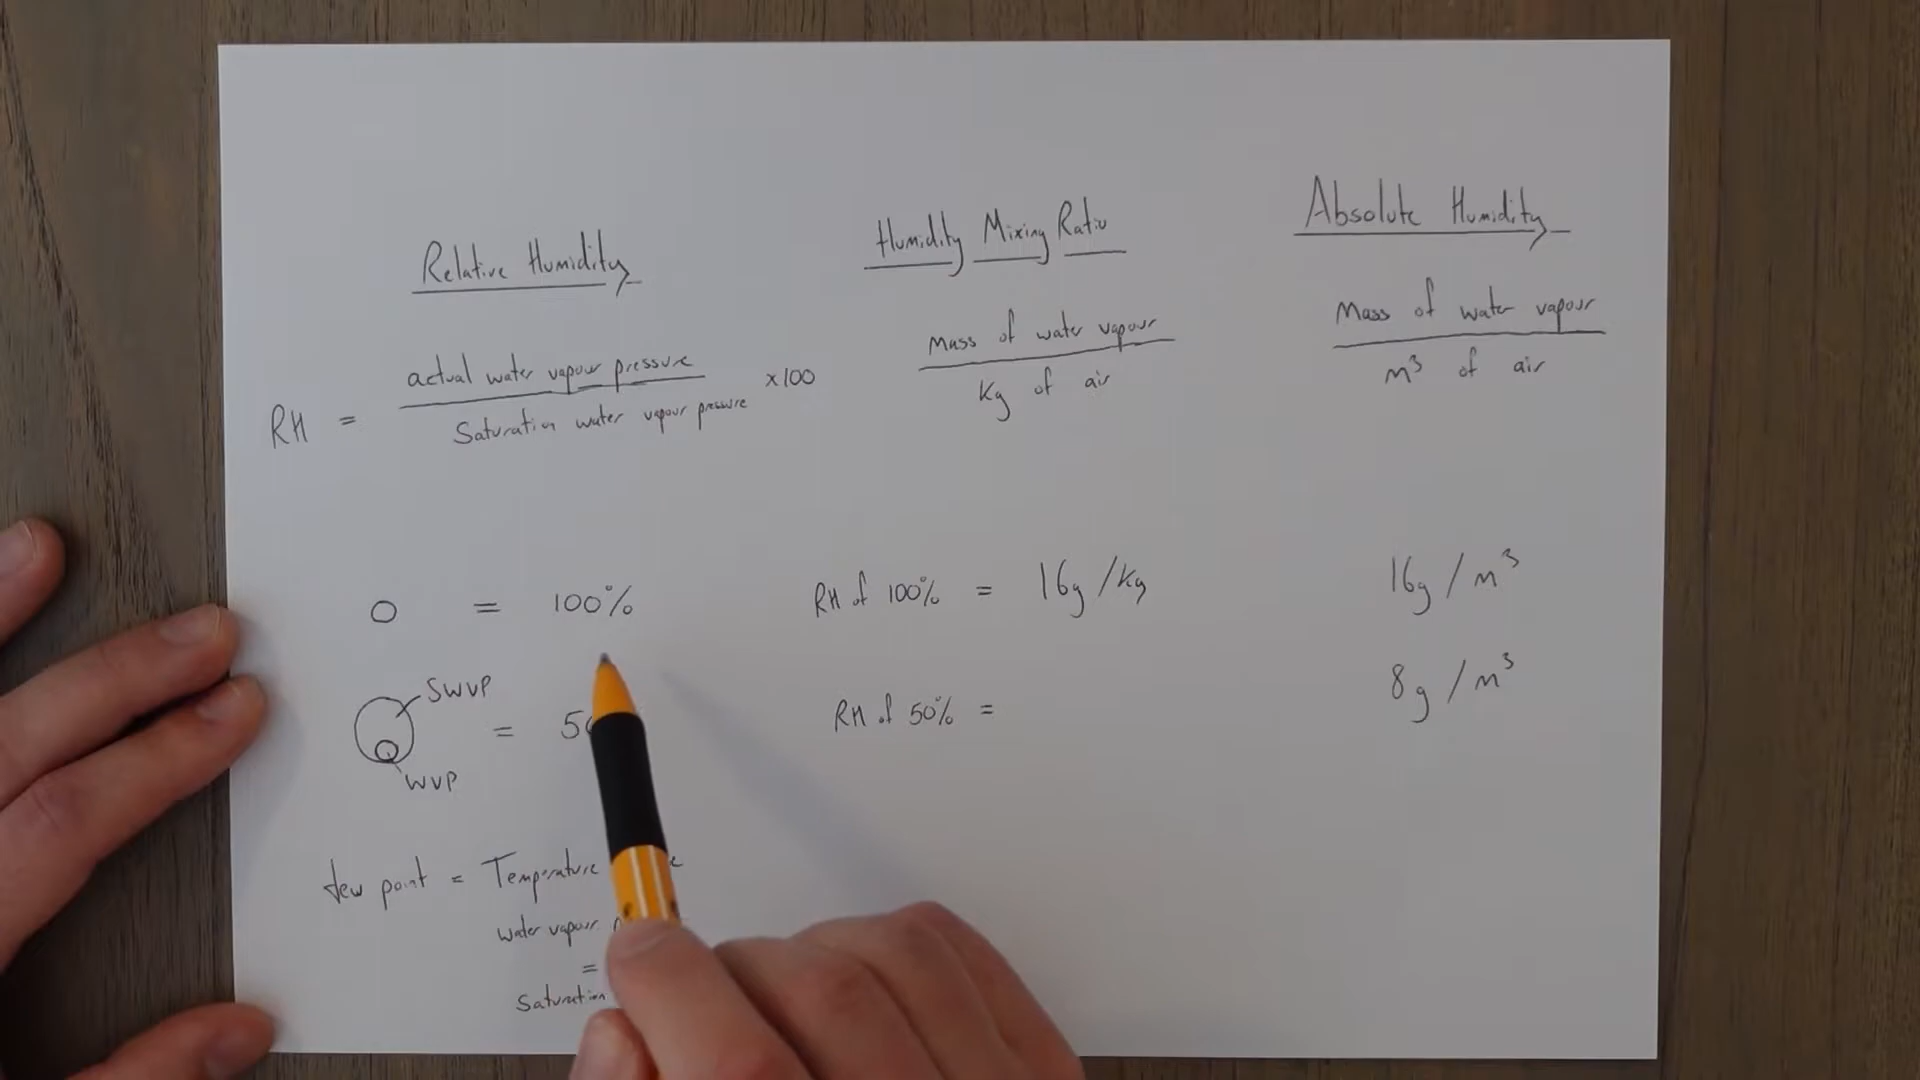 Relative Humidity
RH = actual water vapour pressure x100
Saturation water vapour pressure
O = 100%
SWVP
=
WVP
dew point = Temperature
water vapour
=
Saturation
Humidity Mixing Ratio
Mass of water vapour
Kg of air
RH of 100% = 16g/kg
RH of 50% =
Absolute Humidity
Mass of water vapour
m³ of air
16g/m³
8g/m³